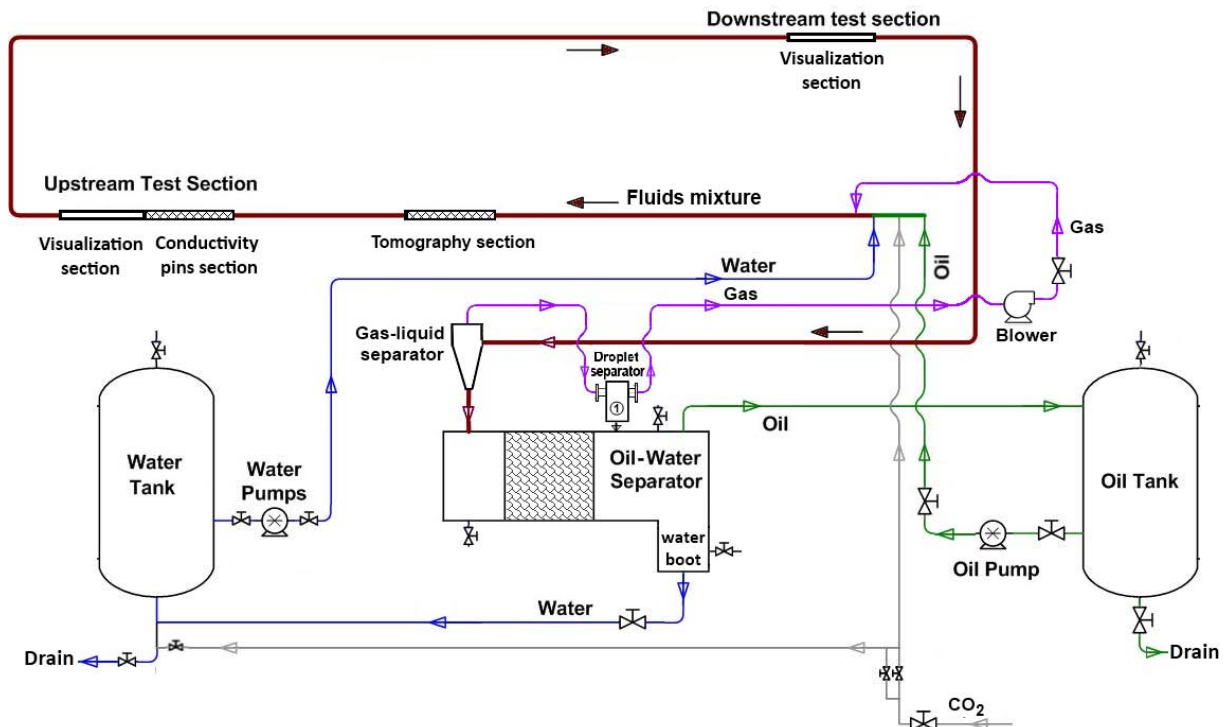 Downstream test section
Visualization
section
Upstream Test Section
Fluids mixture
Visualization
section
Conductivity
pins section
Tomography section
Gas
Water
Oil
Gas
Blower
Gas-liquid
separator
Droplet
separator
1
Oil
Water
Tank
Water
Pumps
Oil-Water
Separator
Oil Tank
water
boot
Oil Pump
Water
Drain
Drain
CO₂